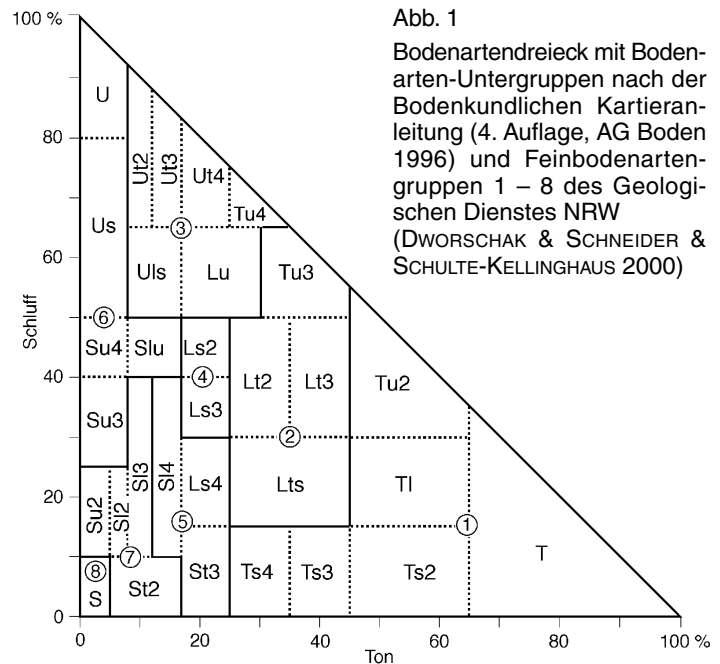 Abb. 1
Bodenartendreieck mit Boden-
arten-Untergruppen nach der
Bodenkundlichen Kartieran-
leitung (4. Auflage, AG Boden
1996) und Feinbodenarten-
gruppen 1 – 8 des Geologi-
schen Dienstes NRW
(DWORSCHAK & SCHNEIDER &
SCHULTE-KELLINGHAUS 2000)
100 %
U
80
Ut2
Ut3
Ut4
Tu4
Us
3
60
Uls
Lu
Tu3
Schluff
6
Su4
Slu
Ls2
40
4
Lt2
Lt3
Tu2
Su3
Ls3
Sl3
Sl4
2
Ls4
Lts
Tl
20
Su2
Sl2
5
1
7
T
8
S
St2
St3
Ts4
Ts3
Ts2
0
0
20
40
60
80
100 %
Ton